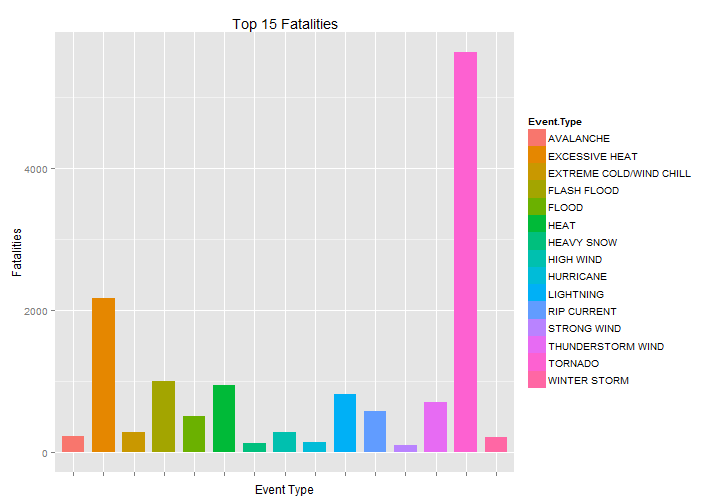 Top 15 Fatalities
Fatalities
4000
2000
0
Event Type
Event.Type
AVALANCHE
EXCESSIVE HEAT
EXTREME COLD/WIND CHILL
FLASH FLOOD
FLOOD
HEAT
HEAVY SNOW
HIGH WIND
HURRICANE
LIGHTNING
RIP CURRENT
STRONG WIND
THUNDERSTORM WIND
TORNADO
WINTER STORM